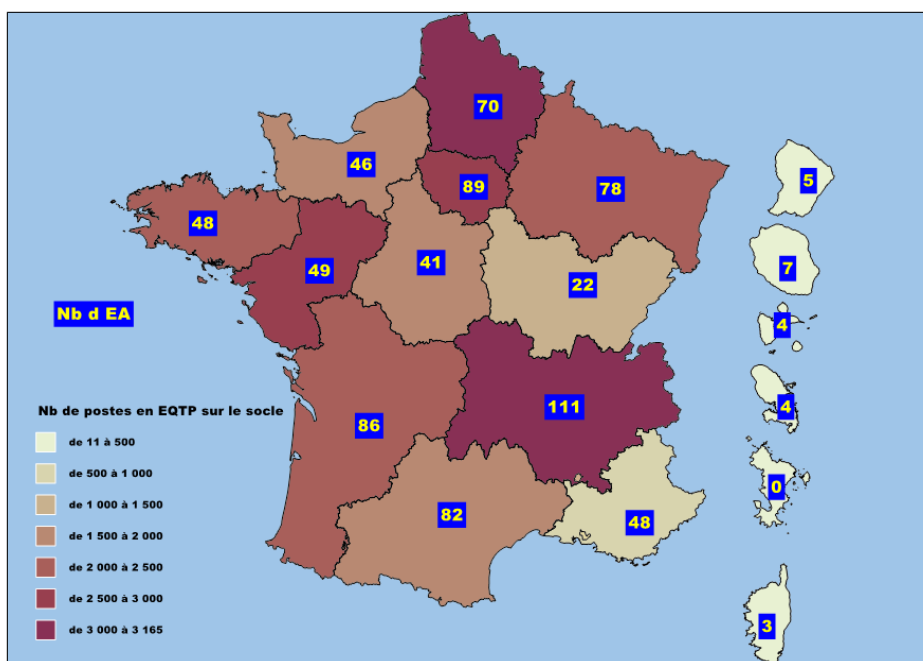 70
46
89
78
5
48
49
41
22
7
Nb d EA
4
111
4
86
Nb de postes en EQTP sur le socle
de 11 à 500
de 500 à 1 000
de 1 000 à 1 500
de 1 500 à 2 000
de 2 000 à 2 500
de 2 500 à 3 000
de 3 000 à 3 165
82
48
0
3